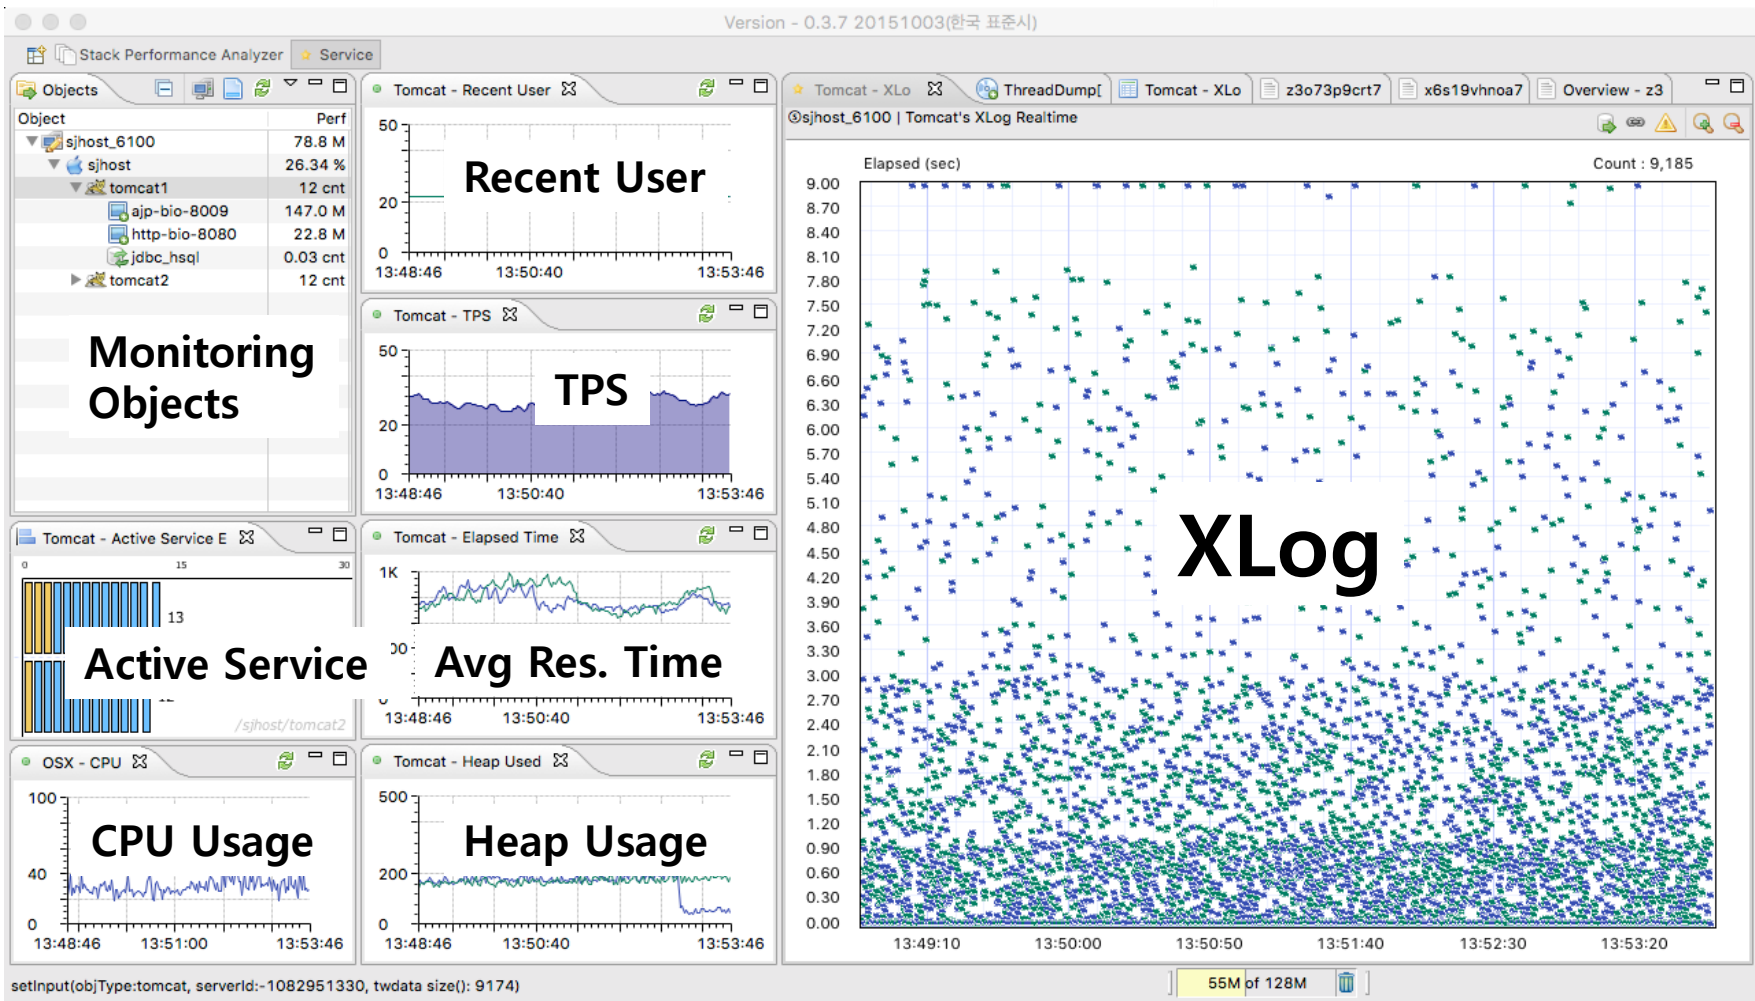 Version - 0.3.7 20151003(한국 표준시)
Stack Performance Analyzer
Service
Objects
Object Perf
sjhost_6100 78.8 M
sjhost 26.34 %
tomcat1 12 cnt
ajp-bio-8009 147.0 M
http-bio-8080 22.8 M
jdbc_hsql 0.03 cnt
tomcat2 12 cnt
Monitoring
Objects
Tomcat - Recent User
50
20
0
Recent User
13:48:46 13:50:40 13:53:46
Tomcat - TPS
50
20
0
TPS
13:48:46 13:50:40 13:53:46
Tomcat - Active Service E
0 15 30
13
Active Service
/sjhost/tomcat2
Tomcat - Elapsed Time
1K
Avg Res. Time
13:48:46 13:50:40 13:53:46
OSX - CPU
100
40
0
CPU Usage
13:48:46 13:51:00 13:53:46
Tomcat - Heap Used
500
200
0
Heap Usage
13:48:46 13:50:40 13:53:46
Tomcat - XLo
ThreadDump[
Tomcat - XLo
z3o73p9crt7
x6s19vhnoa7
Overview - z3
sjhost_6100 | Tomcat's XLog Realtime
Elapsed (sec) Count : 9,185
9.00
8.70
8.40
8.10
7.80
7.50
7.20
6.90
6.60
6.30
6.00
5.70
5.40
5.10
4.80
4.50
4.20
3.90
3.60
3.30
3.00
2.70
2.40
2.10
1.80
1.50
1.20
0.90
0.60
0.30
0.00
XLog
13:49:10 13:50:00 13:50:50 13:51:40 13:52:30 13:53:20
setInput(objType:tomcat, serverId:-1082951330, twdata size(): 9174)
55M of 128M